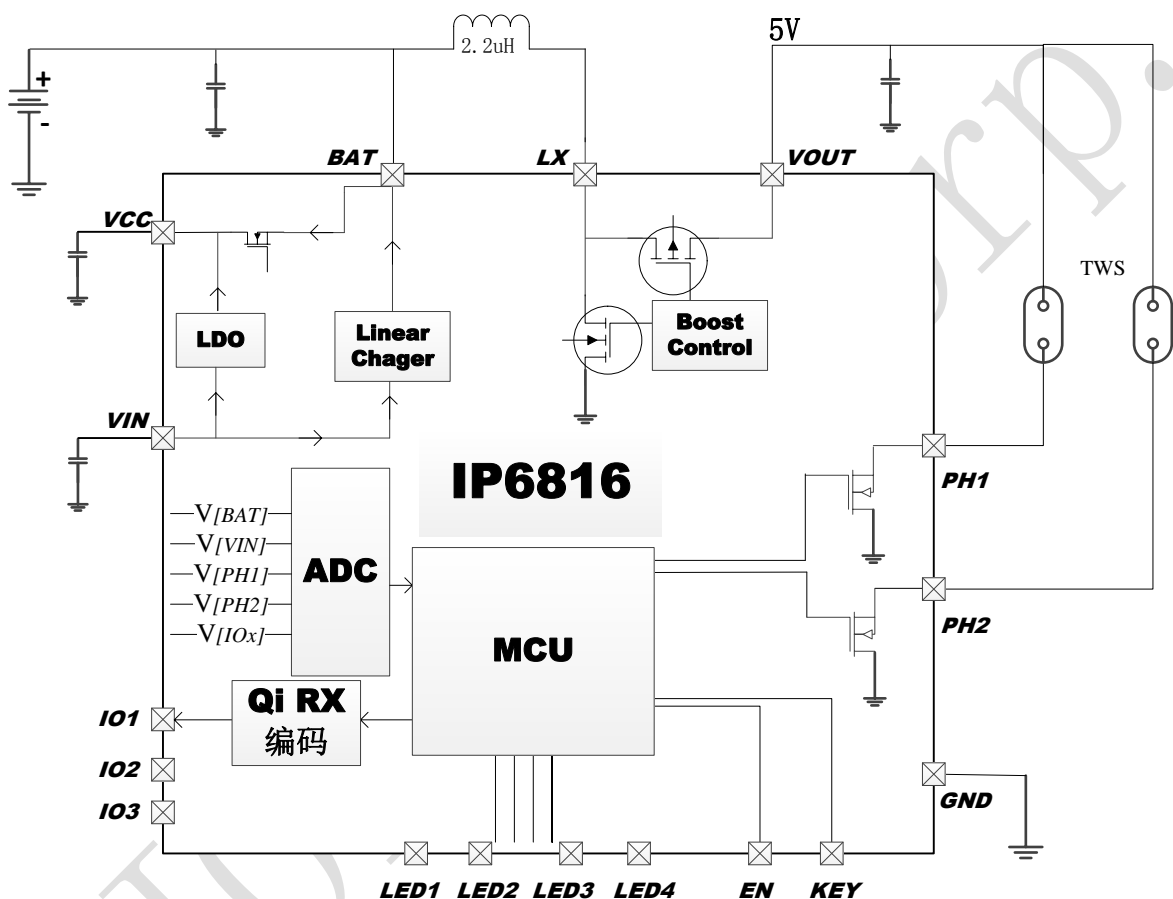 5V
2.2uH
+
-
BAT
LX
VOUT
VCC
TWS
LDO
Linear
Chager
Boost
Control
VIN
IP6816
PH1
V[BAT]
V[VIN]
V[PH1]
V[PH2]
V[IOx]
ADC
MCU
PH2
Qi RX
编码
IO1
IO2
IO3
GND
LED1
LED2
LED3
LED4
EN
KEY
orp.